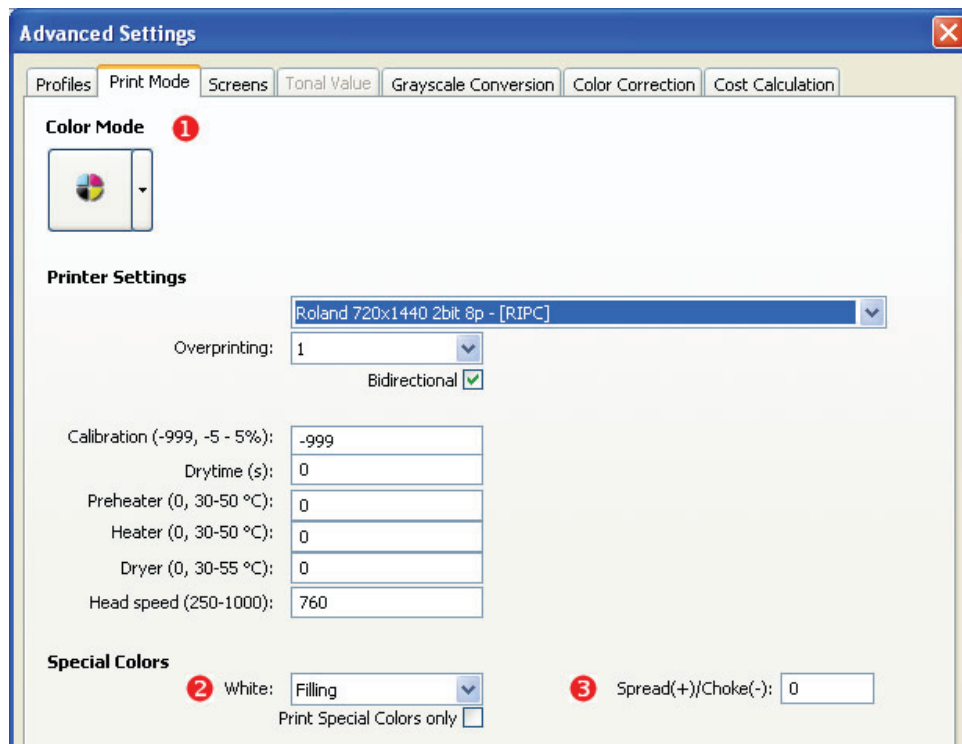 Advanced Settings
Profiles Print Mode Screens Tonal Value Grayscale Conversion Color Correction Cost Calculation
Color Mode 1
Printer Settings
Roland 720x1440 2bit 8p - [RIPC]
Overprinting: 1
Bidirectional
Calibration (-999, -5 - 5%): -999
Drytime (s): 0
Preheater (0, 30-50 °C): 0
Heater (0, 30-50 °C): 0
Dryer (0, 30-55 °C): 0
Head speed (250-1000): 760
Special Colors
2 White: Filling 3 Spread(+)/Choke(-): 0
Print Special Colors only